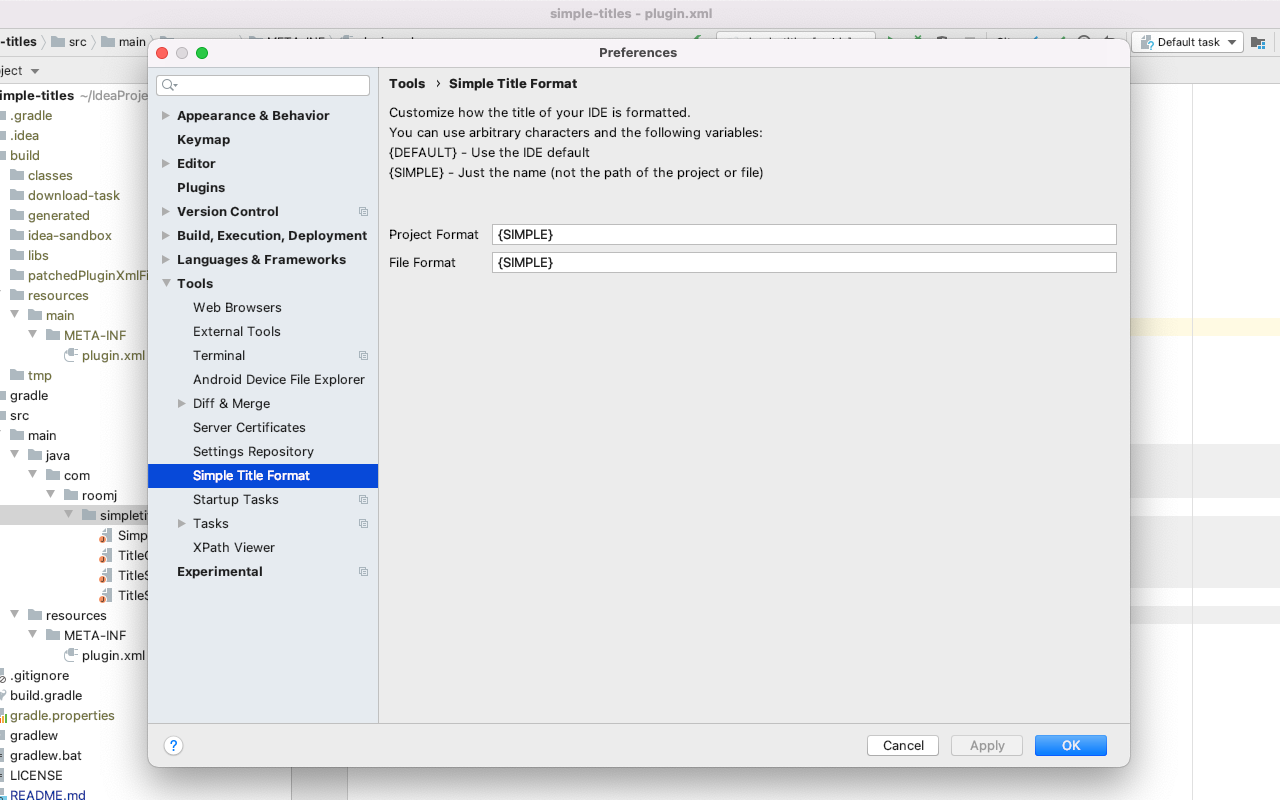 simple-titles - plugin.xml
-titles
src
main
Default task
ject
imple-titles ~/IdeaProje
.gradle
.idea
build
classes
download-task
generated
idea-sandbox
libs
patchedPluginXmlFi
resources
main
META-INF
plugin.xml
tmp
gradle
src
main
java
com
roomj
simpleti
Simp
TitleC
TitleS
TitleS
resources
META-INF
plugin.xml
.gitignore
build.gradle
gradle.properties
gradlew
gradlew.bat
LICENSE
README.md
Preferences
Appearance & Behavior
Keymap
Editor
Plugins
Version Control
Build, Execution, Deployment
Languages & Frameworks
Tools
Web Browsers
External Tools
Terminal
Android Device File Explorer
Diff & Merge
Server Certificates
Settings Repository
Simple Title Format
Startup Tasks
Tasks
XPath Viewer
Experimental
Tools › Simple Title Format
Customize how the title of your IDE is formatted.
You can use arbitrary characters and the following variables:
{DEFAULT} - Use the IDE default
{SIMPLE} - Just the name (not the path of the project or file)
Project Format {SIMPLE}
File Format {SIMPLE}
?
Cancel
Apply
OK